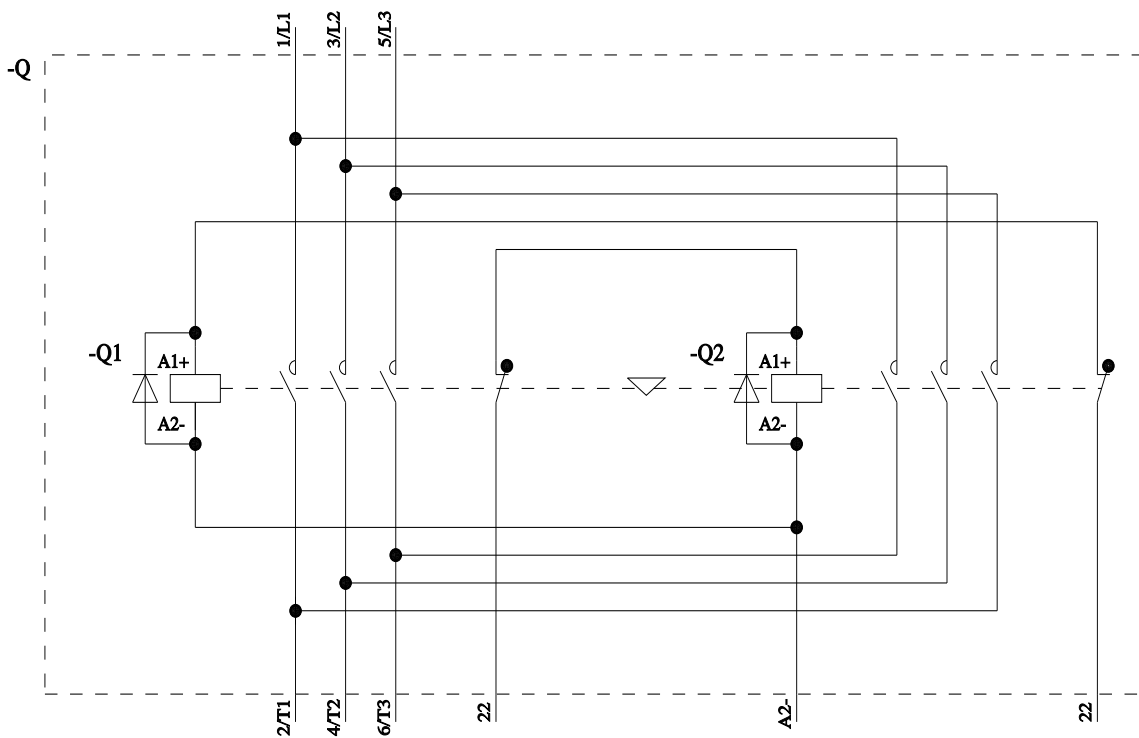 1/L1
3/L2
5/L3
-Q
-Q1
A1+
A2-
-Q2
A1+
A2-
2/T1
4/T2
6/T3
22
A2-
22